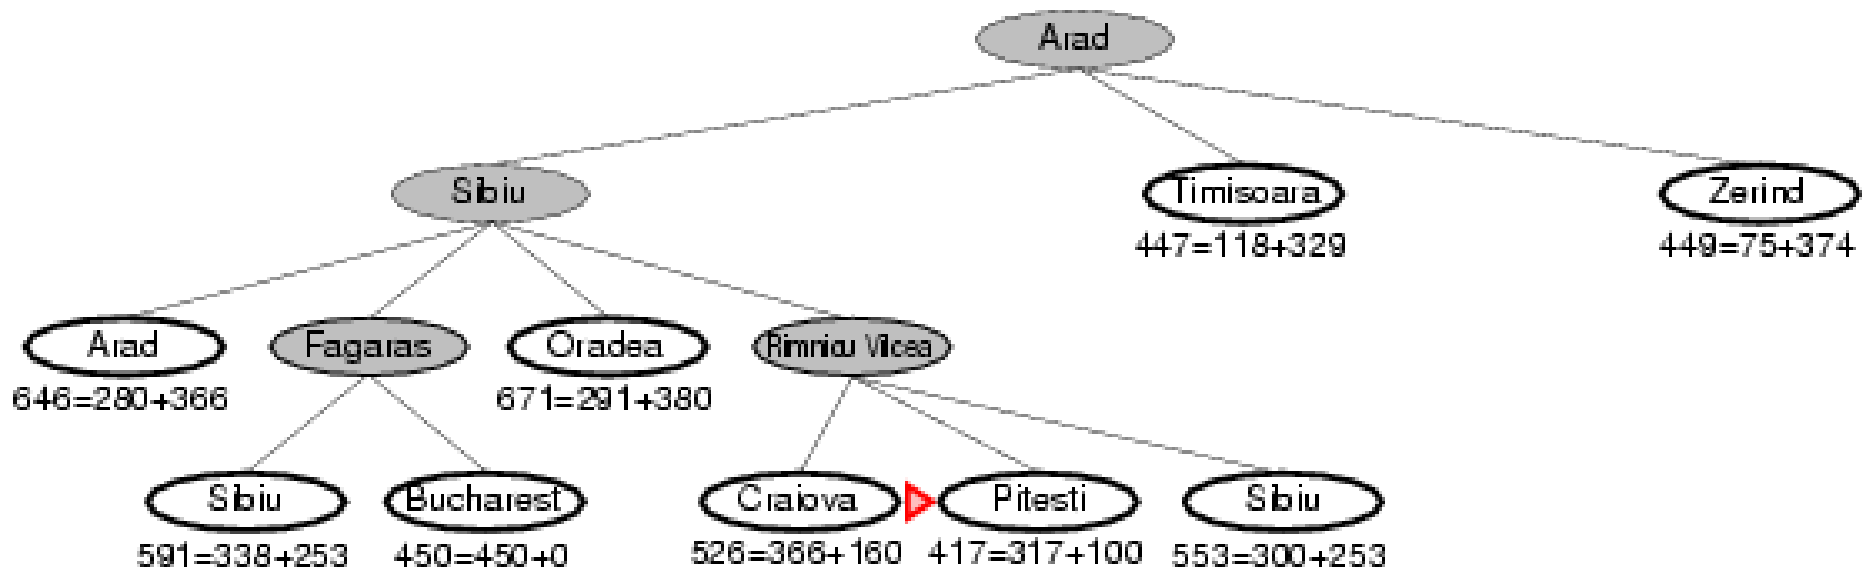 Arad
Sibiu
Timisoara
Zerind
447=118+329
449=75+374
Arad
Fagaras
Oradea
Rimnicu Vilcea
646=280+366
671=291+380
Sibiu
Bucharest
Craiova
Pitesti
Sibiu
591=338+253
450=450+0
526=366+160
417=317+100
553=300+253